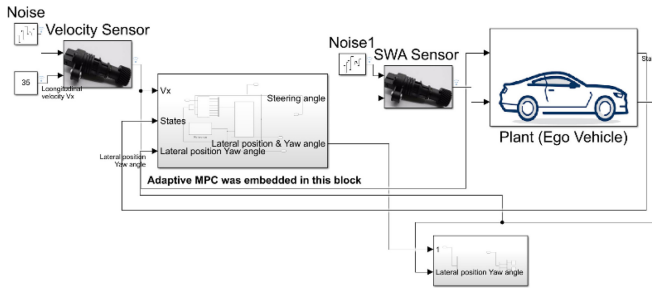 Noise
Velocity Sensor
35
Loongitudinal
velocity Vx
Noise1
SWA Sensor
Sta
Plant (Ego Vehicle)
Vx
Steering angle
States
Lateral position & Yaw angle
Lateral position Yaw angle
Lateral position
Yaw angle
Adaptive MPC was embedded in this block
1
Lateral position Yaw angle